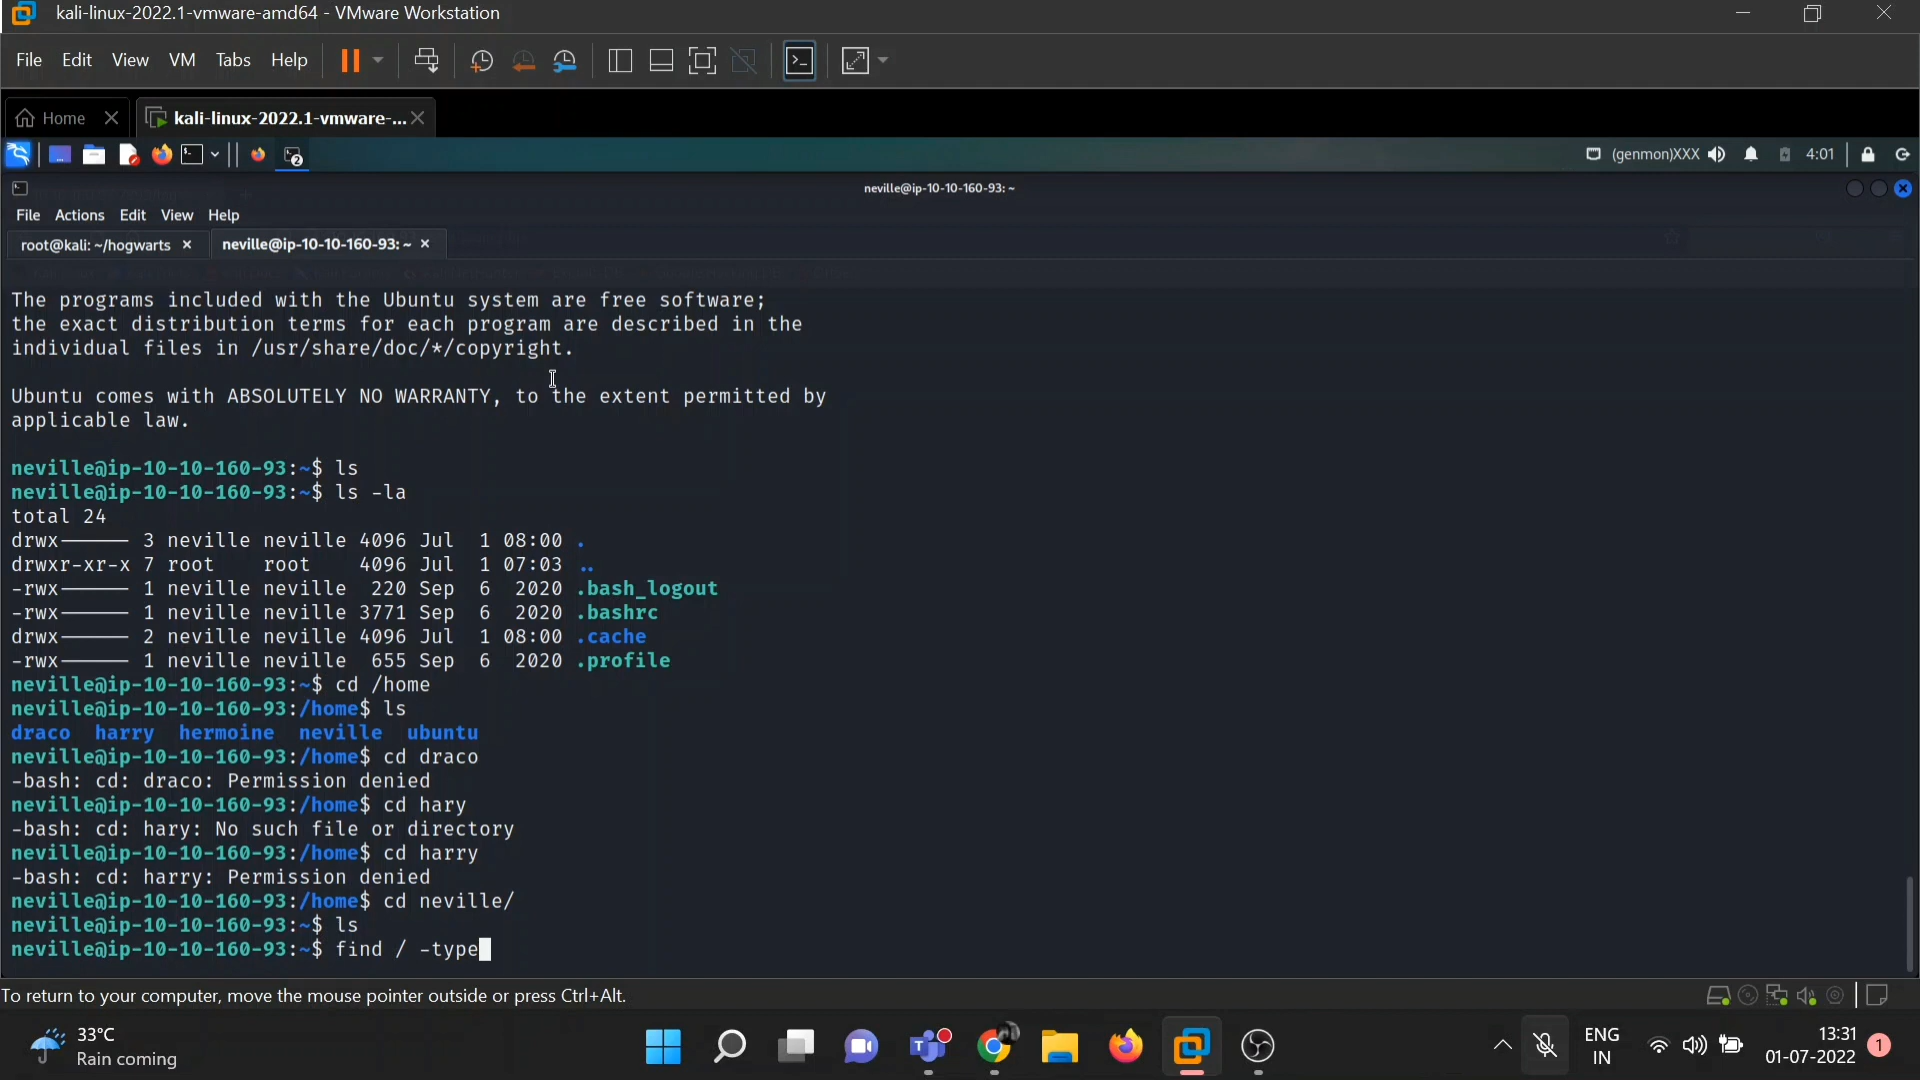 kali-linux-2022.1-vmware-amd64 - VMware Workstation
File Edit View VM Tabs Help
Home kali-linux-2022.1-vmware-...
2 (genmon)XXX 4:01
neville@ip-10-10-160-93: ~
File Actions Edit View Help
root@kali: ~/hogwarts neville@ip-10-10-160-93: ~
The programs included with the Ubuntu system are free software;
the exact distribution terms for each program are described in the
individual files in /usr/share/doc/*/copyright.
Ubuntu comes with ABSOLUTELY NO WARRANTY, to the extent permitted by
applicable law.
neville@ip-10-10-160-93:~$ ls
neville@ip-10-10-160-93:~$ ls -la
total 24
drwx------ 3 neville neville 4096 Jul  1 08:00 .
drwxr-xr-x 7 root    root    4096 Jul  1 07:03 ..
-rwx------ 1 neville neville  220 Sep  6  2020 .bash_logout
-rwx------ 1 neville neville 3771 Sep  6  2020 .bashrc
drwx------ 2 neville neville 4096 Jul  1 08:00 .cache
-rwx------ 1 neville neville  655 Sep  6  2020 .profile
neville@ip-10-10-160-93:~$ cd /home
neville@ip-10-10-160-93:/home$ ls
draco  harry  hermoine  neville  ubuntu
neville@ip-10-10-160-93:/home$ cd draco
-bash: cd: draco: Permission denied
neville@ip-10-10-160-93:/home$ cd hary
-bash: cd: hary: No such file or directory
neville@ip-10-10-160-93:/home$ cd harry
-bash: cd: harry: Permission denied
neville@ip-10-10-160-93:/home$ cd neville/
neville@ip-10-10-160-93:~$ ls
neville@ip-10-10-160-93:~$ find / -type
To return to your computer, move the mouse pointer outside or press Ctrl+Alt.
33°C ENG 13:31
Rain coming IN 01-07-2022 1